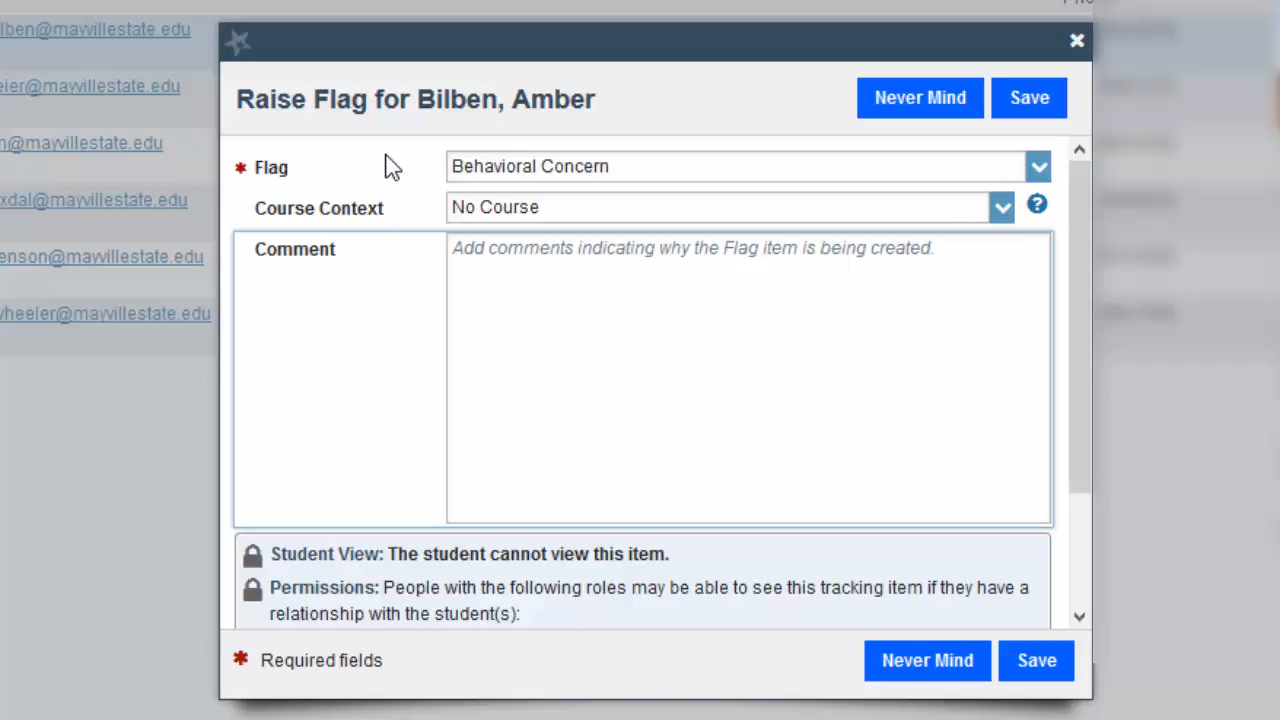 lben@mayvillestate.edu
eier@mayvillestate.edu
n@mayvillestate.edu
xdal@mayvillestate.edu
enson@mayvillestate.edu
wheeler@mayvillestate.edu
Raise Flag for Bilben, Amber
Never Mind Save
* Flag Behavioral Concern
Course Context No Course ?
Comment Add comments indicating why the Flag item is being created.
Student View: The student cannot view this item.
Permissions: People with the following roles may be able to see this tracking item if they have a
relationship with the student(s):
* Required fields Never Mind Save